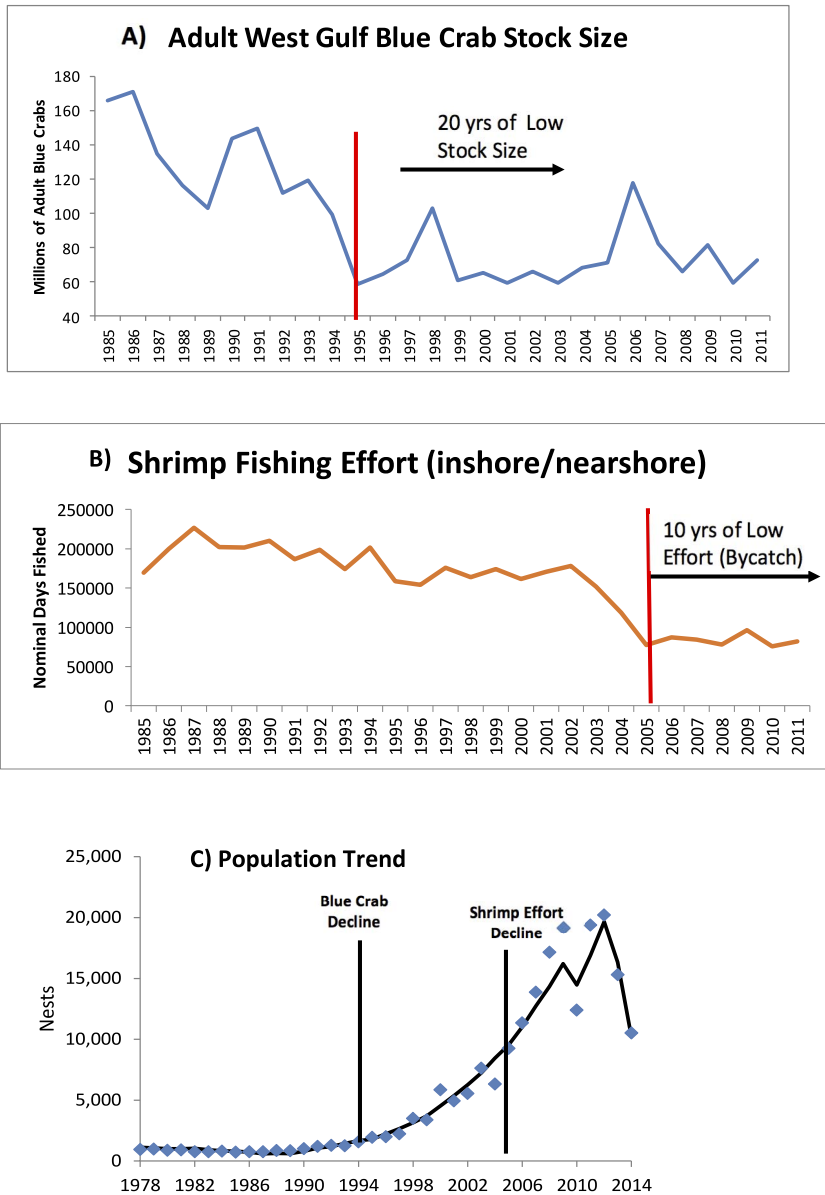 A) Adult West Gulf Blue Crab Stock Size
Millions of Adult Blue Crabs
180
160
140
120
100
80
60
40
20 yrs of Low
Stock Size
1985 1986 1987 1988 1989 1990 1991 1992 1993 1994 1995 1996 1997 1998 1999 2000 2001 2002 2003 2004 2005 2006 2007 2008 2009 2010 2011
B) Shrimp Fishing Effort (inshore/nearshore)
Nominal Days Fished
250000
200000
150000
100000
50000
0
10 yrs of Low
Effort (Bycatch)
1985 1986 1987 1988 1989 1990 1991 1992 1993 1994 1995 1996 1997 1998 1999 2000 2001 2002 2003 2004 2005 2006 2007 2008 2009 2010 2011
C) Population Trend
Nests
25,000
20,000
15,000
10,000
5,000
0
Blue Crab
Decline
Shrimp Effort
Decline
1978 1982 1986 1990 1994 1998 2002 2006 2010 2014